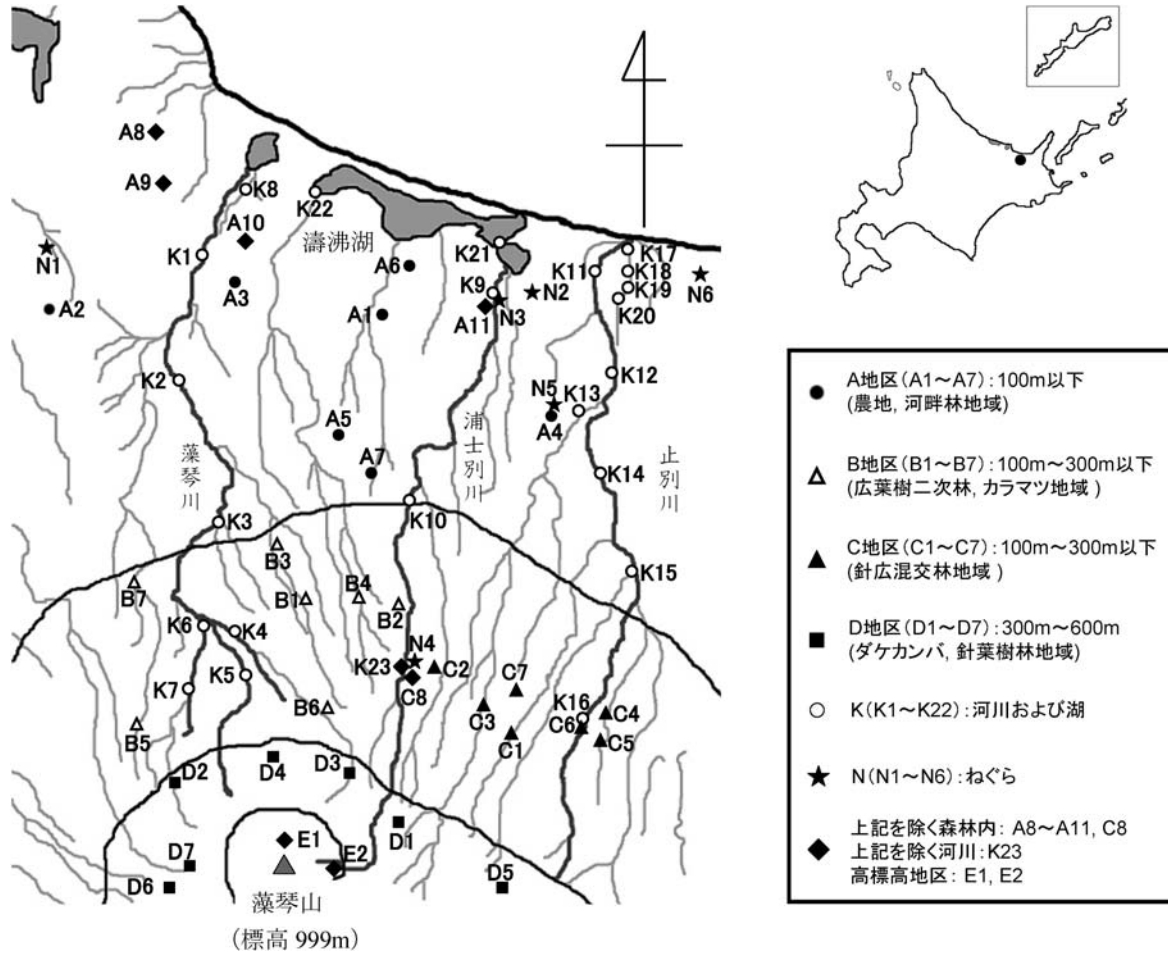 A8
A9
K8
K22
A10
濤沸湖
K1
N1
A3
A6
K21
K17
K11
K18
A2
K9
N2
K19
N6
A1
A11
N3
K20
K2
N5
K13
K12
A5
A4
浦士別川
止別川
藻琴川
A7
K14
K3
K10
B3
K15
B7
B1
B4
B2
K6
K4
N4
K5
K23
C2
C7
K7
C8
B6
C3
K16
C4
B5
C1
C6
C5
D2
D4
D3
D7
E1
E2
D1
D6
D5
藻琴山
(標高 999m)
A地区(A1～A7):100m以下
(農地, 河畔林地域)
B地区(B1～B7):100m～300m以下
(広葉樹二次林, カラマツ地域 )
C地区(C1～C7):100m～300m以下
(針広混交林地域 )
D地区(D1～D7):300m～600m
(ダケカンバ, 針葉樹林地域)
K(K1～K22):河川および湖
N(N1～N6):ねぐら
上記を除く森林内: A8～A11, C8
上記を除く河川:K23
高標高地区: E1, E2